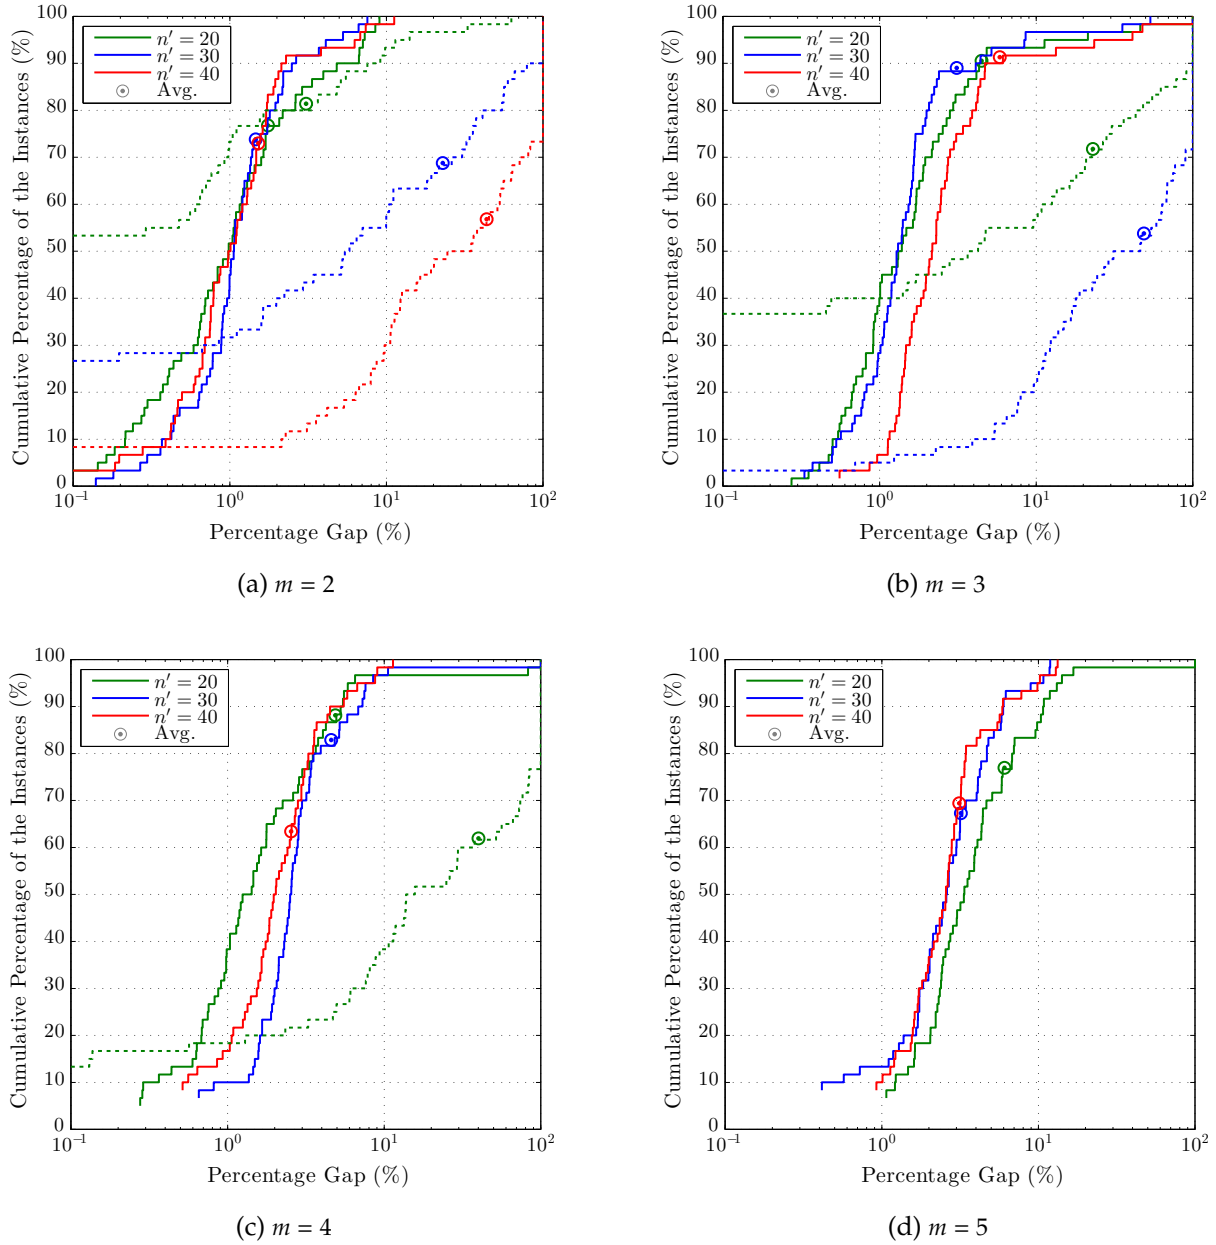 Cumulative Percentage of the Instances (%)
100
90
80
70
60
50
40
30
20
10
0
n′ = 20
n′ = 30
n′ = 40
Avg.
10⁻¹ 10⁰ 10¹ 10²
Percentage Gap (%)
(a) m = 2
Cumulative Percentage of the Instances (%)
100
90
80
70
60
50
40
30
20
10
0
n′ = 20
n′ = 30
n′ = 40
Avg.
10⁻¹ 10⁰ 10¹ 10²
Percentage Gap (%)
(b) m = 3
Cumulative Percentage of the Instances (%)
100
90
80
70
60
50
40
30
20
10
0
n′ = 20
n′ = 30
n′ = 40
Avg.
10⁻¹ 10⁰ 10¹ 10²
Percentage Gap (%)
(c) m = 4
Cumulative Percentage of the Instances (%)
100
90
80
70
60
50
40
30
20
10
0
n′ = 20
n′ = 30
n′ = 40
Avg.
10⁻¹ 10⁰ 10¹ 10²
Percentage Gap (%)
(d) m = 5